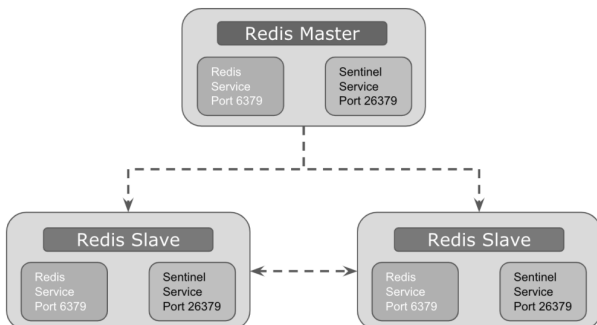 Redis Master
Redis
Service
Port 6379
Sentinel
Service
Port 26379
Redis Slave
Redis
Service
Port 6379
Sentinel
Service
Port 26379
Redis Slave
Redis
Service
Port 6379
Sentinel
Service
Port 26379